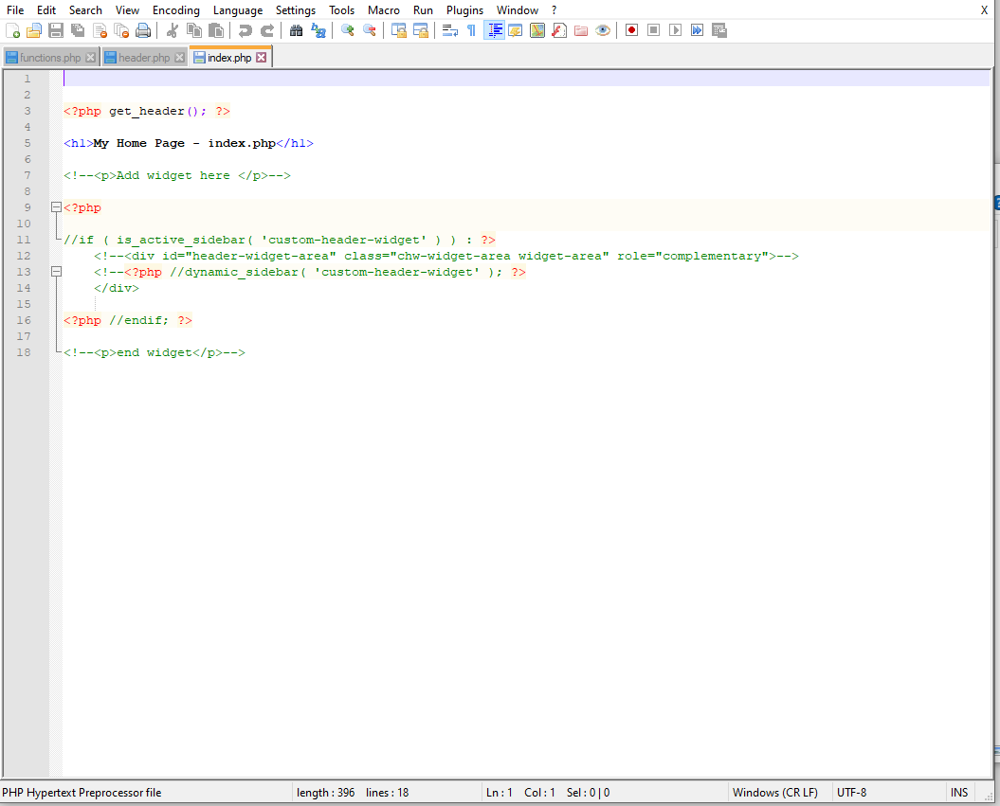 File Edit Search View Encoding Language Settings Tools Macro Run Plugins Window ? X
functions.php header.php index.php
1
2
3 <?php get_header(); ?>
4
5 <h1>My Home Page - index.php</h1>
6
7 <!--<p>Add widget here </p>-->
8
9 <?php
10
11 //if ( is_active_sidebar( 'custom-header-widget' ) ) : ?>
12 <!--<div id="header-widget-area" class="chw-widget-area widget-area" role="complementary">-->
13 <!--<?php //dynamic_sidebar( 'custom-header-widget' ); ?>
14 </div>
15
16 <?php //endif; ?>
17
18 <!--<p>end widget</p>-->
PHP Hypertext Preprocessor file length : 396 lines : 18 Ln : 1 Col : 1 Sel : 0 | 0 Windows (CR LF) UTF-8 INS